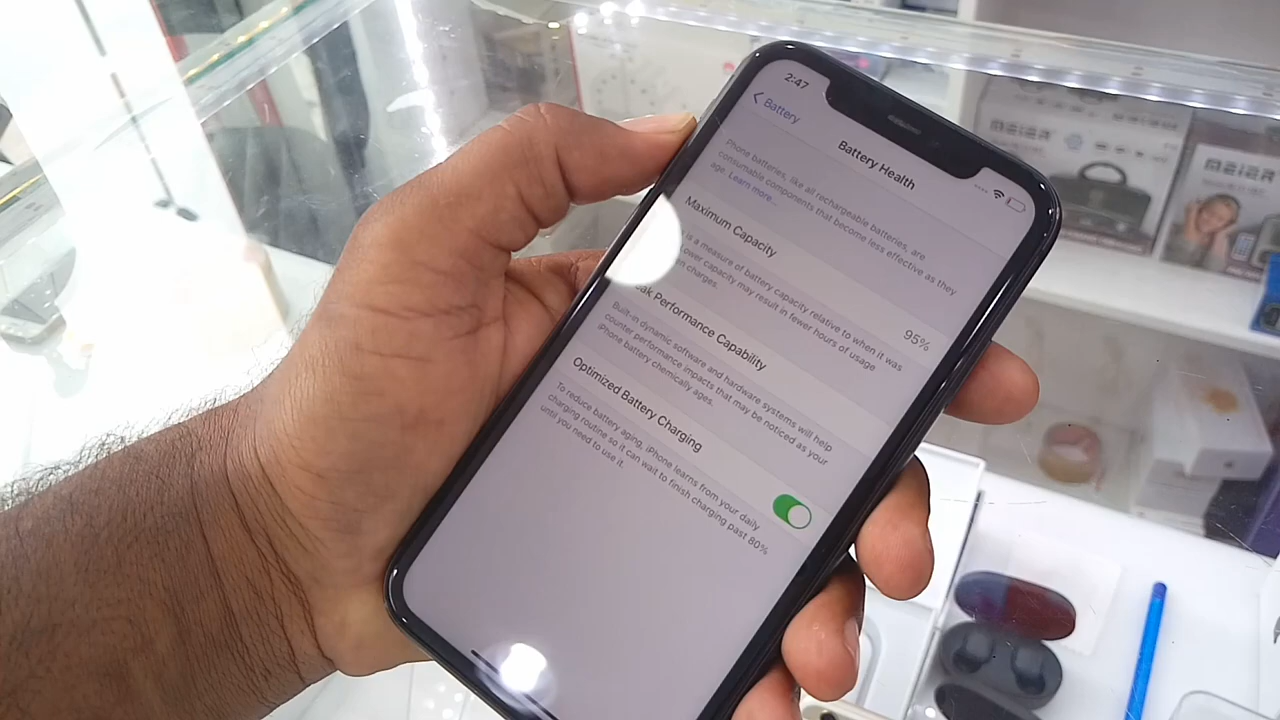 2:47
Battery
Battery Health
Phone batteries, like all rechargeable batteries, are
consumable components that become less effective as they
age. Learn more...
Maximum Capacity
95%
is a measure of battery capacity relative to when it was
ower capacity may result in fewer hours of usage
n charges.
ak Performance Capability
Built-in dynamic software and hardware systems will help
counter performance impacts that may be noticed as your
iPhone battery chemically ages.
Optimized Battery Charging
To reduce battery aging, iPhone learns from your daily
charging routine so it can wait to finish charging past 80%
until you need to use it.
MEIER
MEIER